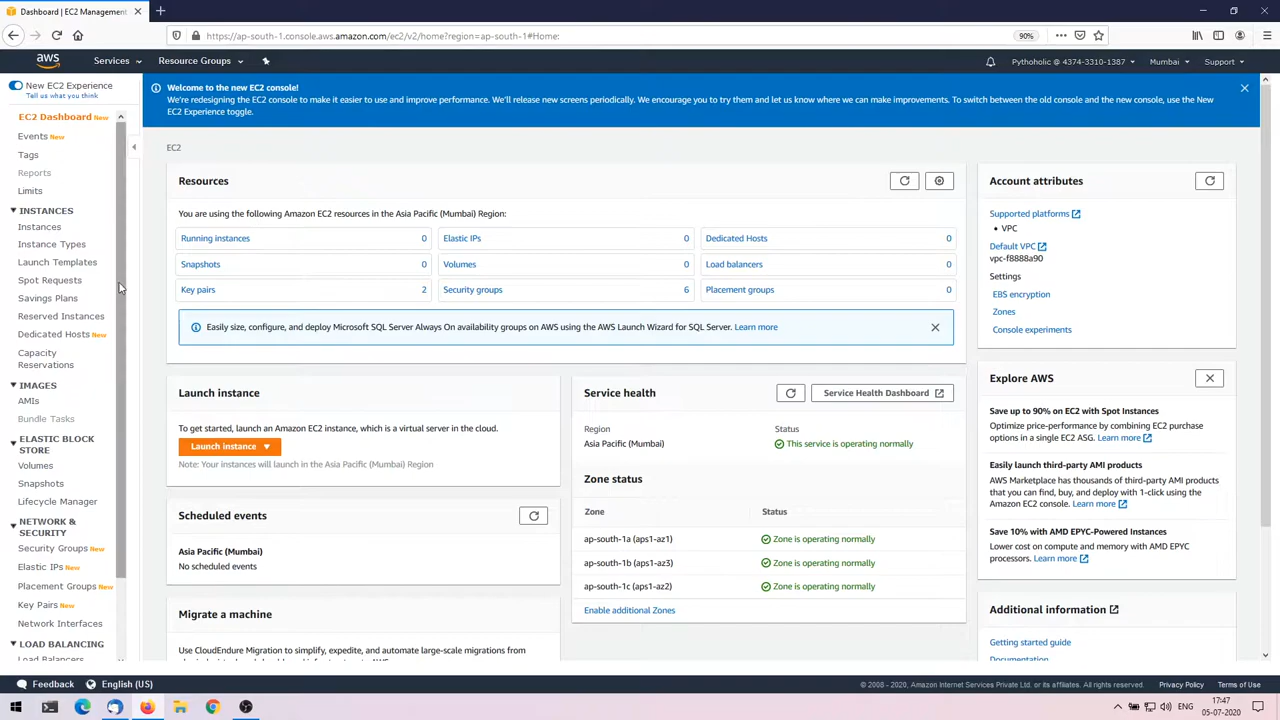 Dashboard | EC2 Management
https://ap-south-1.console.aws.amazon.com/ec2/v2/home?region=ap-south-1#Home:
90%
aws
Services
Resource Groups
Pythoholic @ 4374-3310-1387
Mumbai
Support
New EC2 Experience
Tell us what you think
EC2 Dashboard New
Events New
Tags
Reports
Limits
INSTANCES
Instances
Instance Types
Launch Templates
Spot Requests
Savings Plans
Reserved Instances
Dedicated Hosts New
Capacity
Reservations
IMAGES
AMIs
Bundle Tasks
ELASTIC BLOCK
STORE
Volumes
Snapshots
Lifecycle Manager
NETWORK &
SECURITY
Security Groups New
Elastic IPs New
Placement Groups New
Key Pairs New
Network Interfaces
LOAD BALANCING
Load Balancers
Welcome to the new EC2 console!
We're redesigning the EC2 console to make it easier to use and improve performance. We'll release new screens periodically. We encourage you to try them and let us know where we can make improvements. To switch between the old console and the new console, use the New
EC2 Experience toggle.
EC2
Resources
You are using the following Amazon EC2 resources in the Asia Pacific (Mumbai) Region:
Running instances 0
Elastic IPs 0
Dedicated Hosts 0
Snapshots 0
Volumes 0
Load balancers 0
Key pairs 2
Security groups 6
Placement groups 0
Easily size, configure, and deploy Microsoft SQL Server Always On availability groups on AWS using the AWS Launch Wizard for SQL Server. Learn more
Launch instance
To get started, launch an Amazon EC2 instance, which is a virtual server in the cloud.
Launch instance
Note: Your instances will launch in the Asia Pacific (Mumbai) Region
Scheduled events
Asia Pacific (Mumbai)
No scheduled events
Migrate a machine
Use CloudEndure Migration to simplify, expedite, and automate large-scale migrations from
Service health
Service Health Dashboard
Region
Status
Asia Pacific (Mumbai)
This service is operating normally
Zone status
Zone
Status
ap-south-1a (aps1-az1)
Zone is operating normally
ap-south-1b (aps1-az3)
Zone is operating normally
ap-south-1c (aps1-az2)
Zone is operating normally
Enable additional Zones
Account attributes
Supported platforms
VPC
Default VPC
vpc-f8888a90
Settings
EBS encryption
Zones
Console experiments
Explore AWS
Save up to 90% on EC2 with Spot Instances
Optimize price-performance by combining EC2 purchase
options in a single EC2 ASG. Learn more
Easily launch third-party AMI products
AWS Marketplace has thousands of third-party AMI products
that you can find, buy, and deploy with 1-click using the
Amazon EC2 console. Learn more
Save 10% with AMD EPYC-Powered Instances
Lower cost on compute and memory with AMD EPYC
processors. Learn more
Additional information
Getting started guide
Documentation
Feedback
English (US)
© 2008 - 2020, Amazon Internet Services Private Ltd. or its affiliates. All rights reserved.
Privacy Policy
Terms of Use
ENG
17:47
05-07-2020